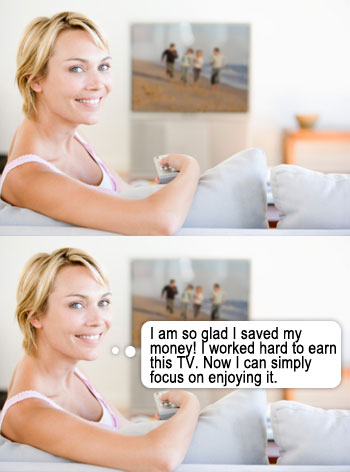 I am so glad I saved my
money! I worked hard to earn
this TV. Now I can simply
focus on enjoying it.